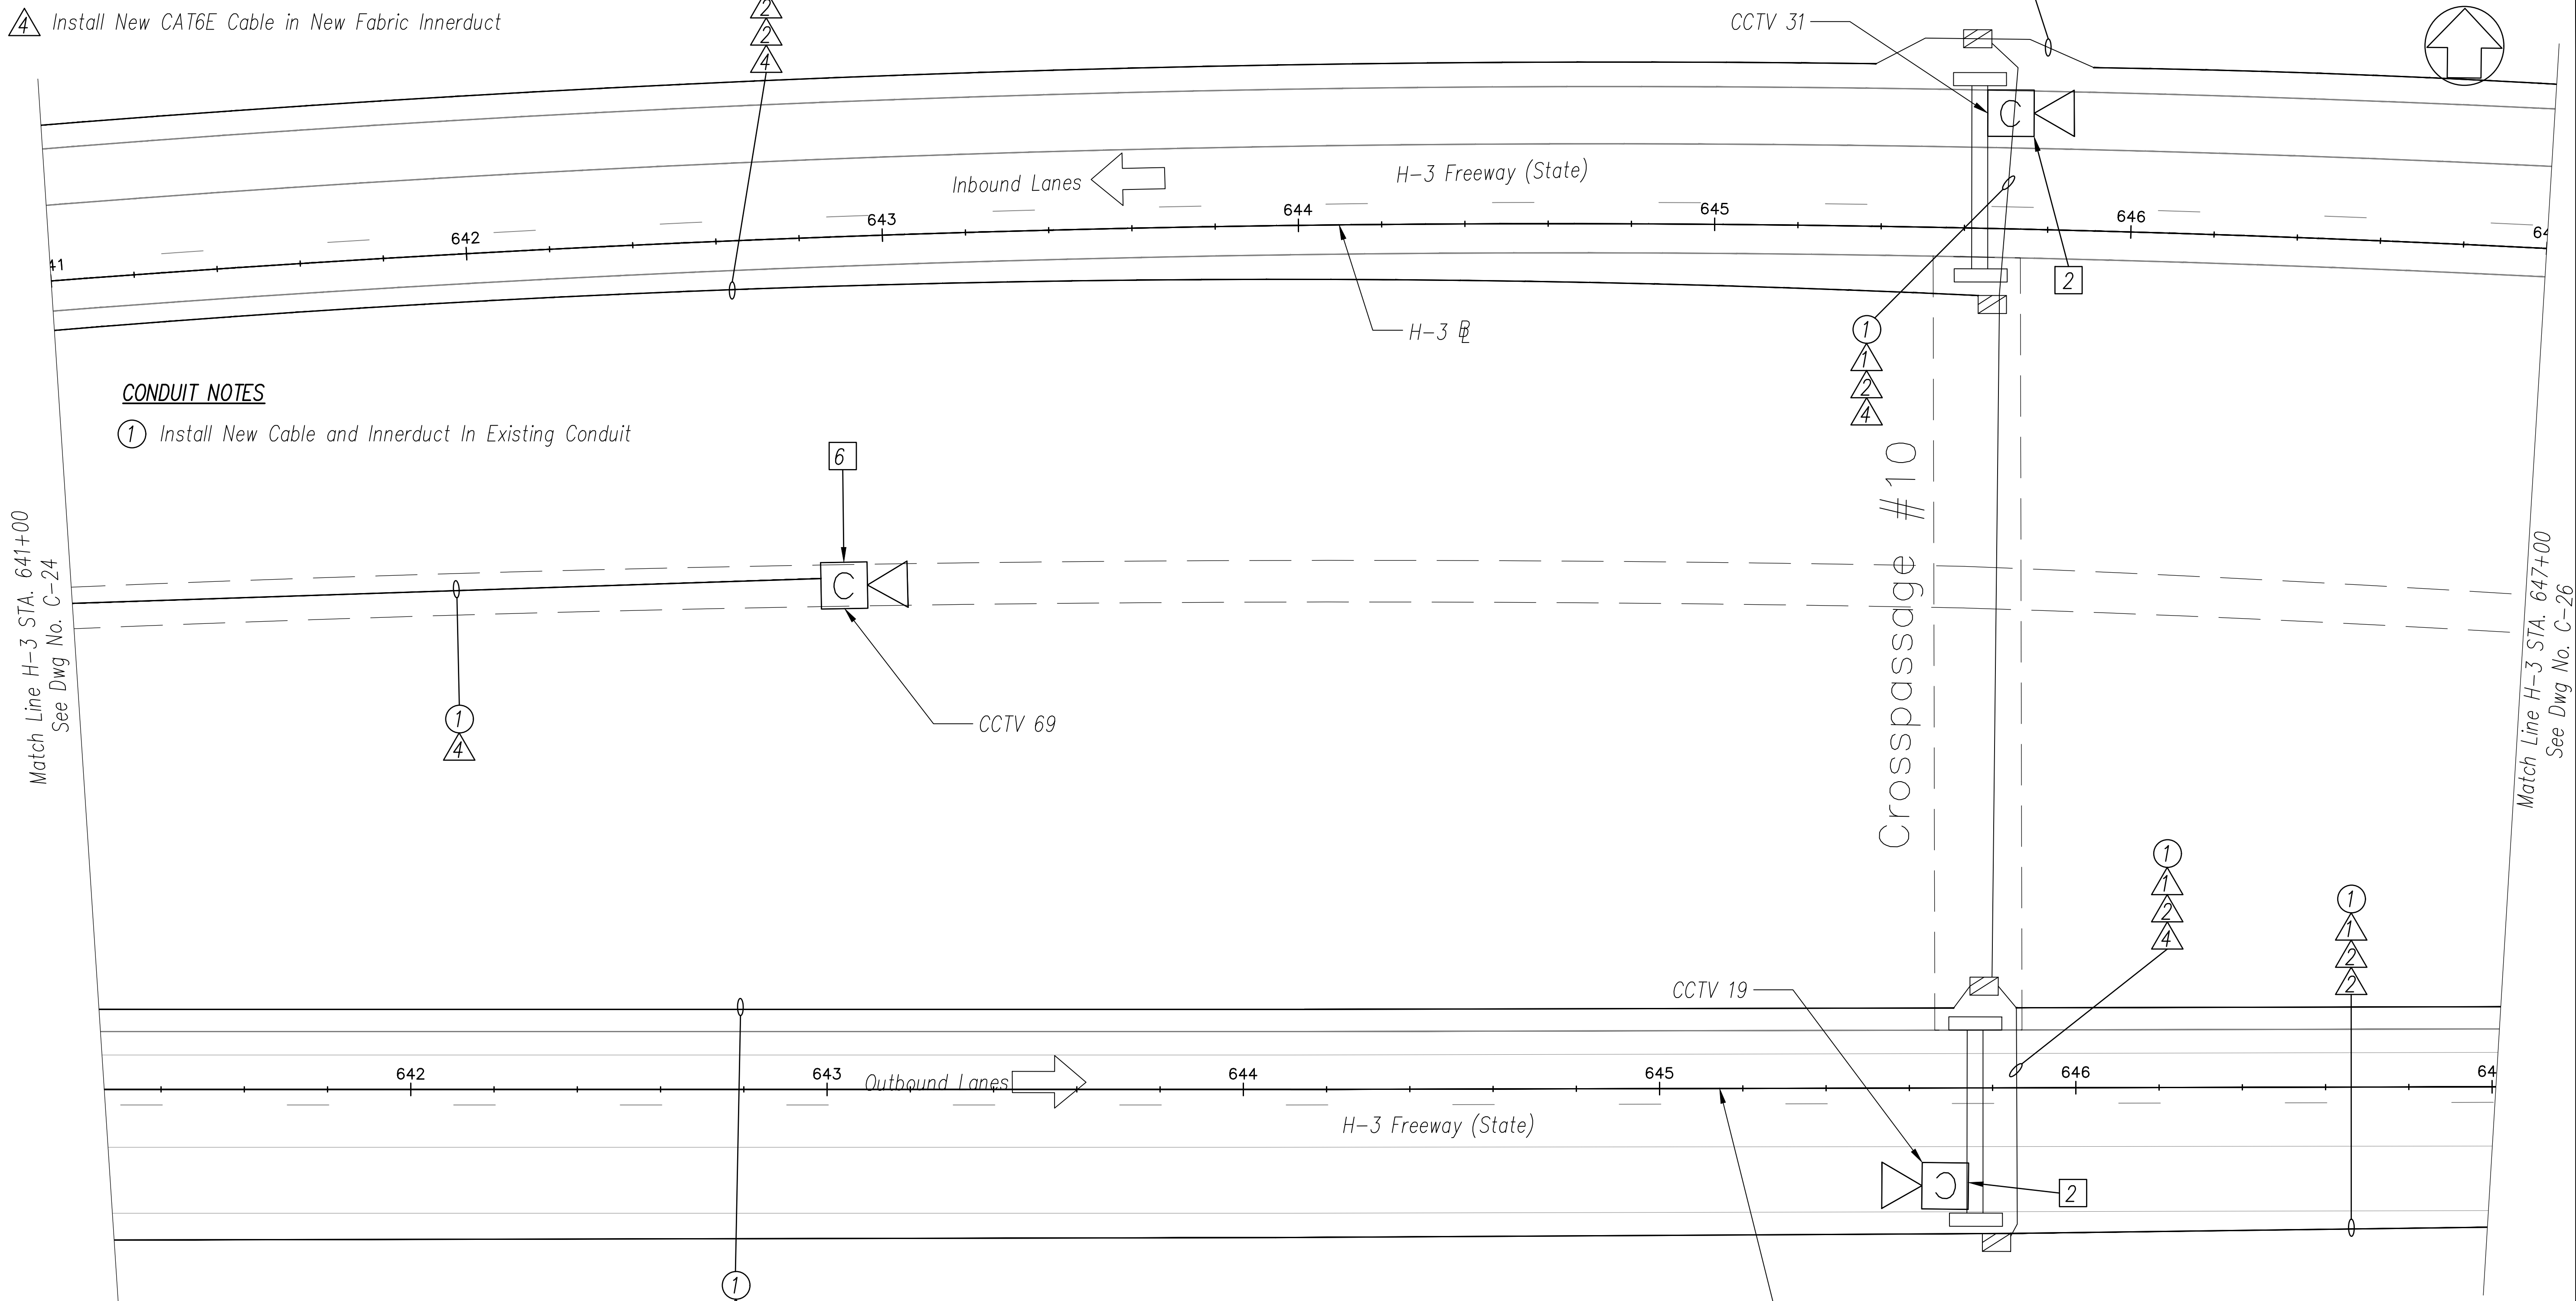 4 Install New CAT6E Cable in New Fabric Innerduct
2
2
4
CCTV 31
Inbound Lanes
H-3 Freeway (State)
642
643
644
645
646
2
H-3 BL
1
1
2
4
CONDUIT NOTES
1 Install New Cable and Innerduct In Existing Conduit
6
C
C
Crosspassage #10
Match Line H-3 STA. 641+00
See Dwg No. C-24
Match Line H-3 STA. 647+00
See Dwg No. C-26
1
4
CCTV 69
1
1
2
4
1
1
2
2
CCTV 19
642
643
644
645
646
64
Outbound Lanes
H-3 Freeway (State)
C
2
1